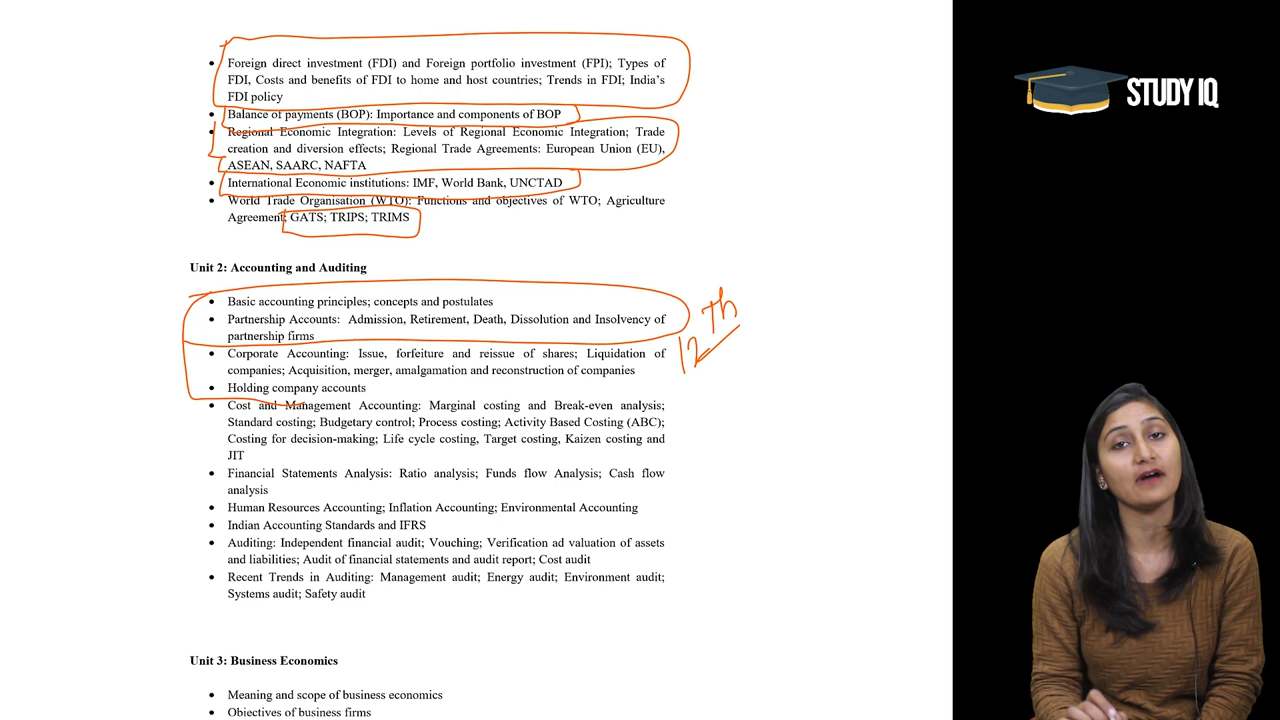 Foreign direct investment (FDI) and Foreign portfolio investment (FPI); Types of
FDI, Costs and benefits of FDI to home and host countries; Trends in FDI; India's
FDI policy
Balance of payments (BOP): Importance and components of BOP
Regional Economic Integration: Levels of Regional Economic Integration; Trade
creation and diversion effects; Regional Trade Agreements: European Union (EU),
ASEAN, SAARC, NAFTA
International Economic institutions: IMF, World Bank, UNCTAD
World Trade Organisation (WTO): Functions and objectives of WTO; Agriculture
Agreement; GATS; TRIPS; TRIMS
Unit 2: Accounting and Auditing
Basic accounting principles; concepts and postulates
Partnership Accounts: Admission, Retirement, Death, Dissolution and Insolvency of
partnership firms
Corporate Accounting: Issue, forfeiture and reissue of shares; Liquidation of
companies; Acquisition, merger, amalgamation and reconstruction of companies
Holding company accounts
Cost and Management Accounting: Marginal costing and Break-even analysis;
Standard costing; Budgetary control; Process costing; Activity Based Costing (ABC);
Costing for decision-making; Life cycle costing, Target costing, Kaizen costing and
JIT
Financial Statements Analysis: Ratio analysis; Funds flow Analysis; Cash flow
analysis
Human Resources Accounting; Inflation Accounting; Environmental Accounting
Indian Accounting Standards and IFRS
Auditing: Independent financial audit; Vouching; Verification ad valuation of assets
and liabilities; Audit of financial statements and audit report; Cost audit
Recent Trends in Auditing: Management audit; Energy audit; Environment audit;
Systems audit; Safety audit
Unit 3: Business Economics
Meaning and scope of business economics
Objectives of business firms
12th
STUDY IQ